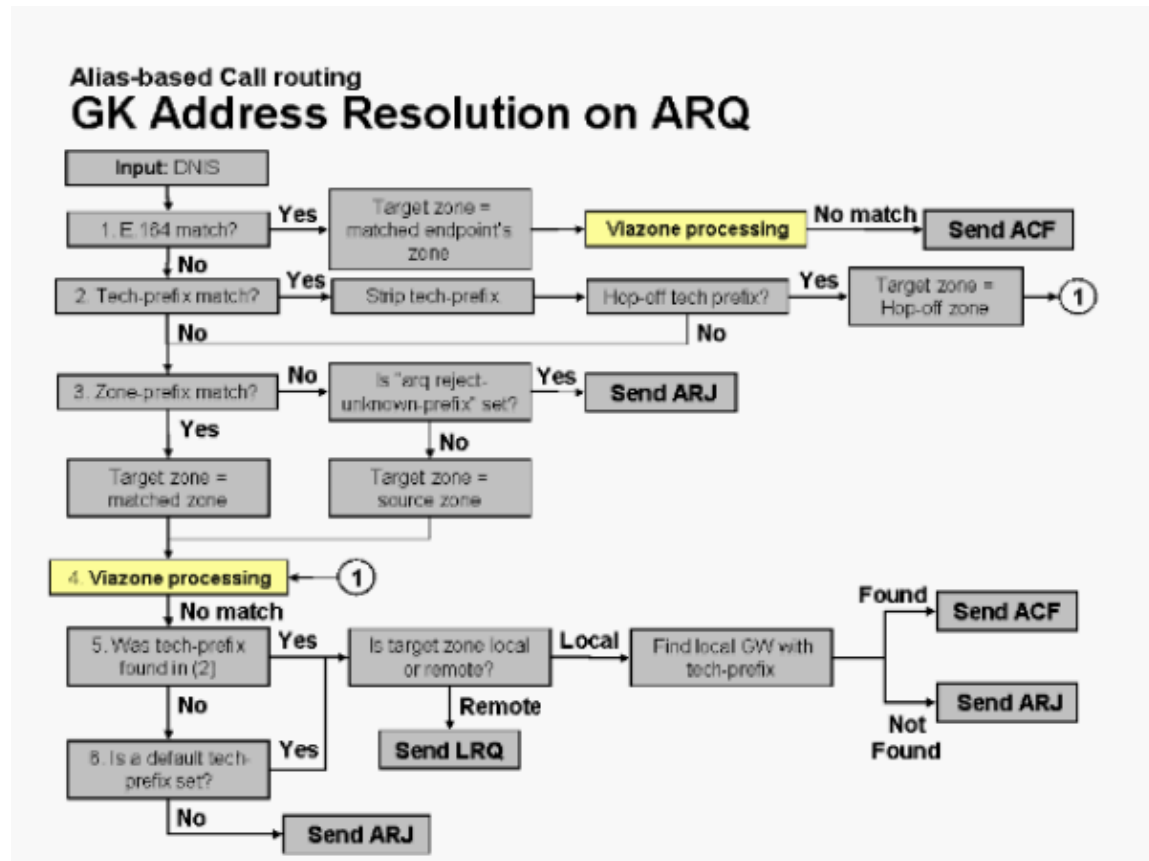 Alias-based Call routing
GK Address Resolution on ARQ
Input: DNIS
1. E.164 match?
Yes
Target zone =
matched endpoint's
zone
Viazone processing
No match
Send ACF
No
2. Tech-prefix match?
Yes
Strip tech-prefix
Hop-off tech prefix?
Yes
Target zone =
Hop-off zone
1
No
No
3. Zone-prefix match?
No
Is "arq reject-
unknown-prefix" set?
Yes
Send ARJ
Yes
No
Target zone =
matched zone
Target zone =
source zone
4. Viazone processing
1
No match
5. Was tech-prefix
found in (2]
Yes
Is target zone local
or remote?
Local
Find local GW with
tech-prefix
Found
Send ACF
Send ARJ
Not
Found
No
Remote
Send LRQ
6. Is a default tech-
prefix set?
Yes
No
Send ARJ